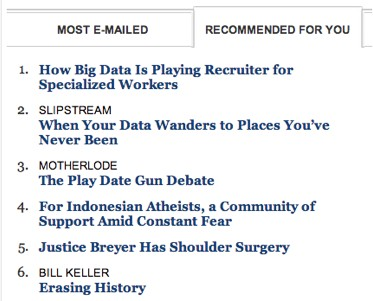 MOST E-MAILED
RECOMMENDED FOR YOU
1. How Big Data Is Playing Recruiter for
Specialized Workers
2. SLIPSTREAM
When Your Data Wanders to Places You’ve
Never Been
3. MOTHERLODE
The Play Date Gun Debate
4. For Indonesian Atheists, a Community of
Support Amid Constant Fear
5. Justice Breyer Has Shoulder Surgery
6. BILL KELLER
Erasing History